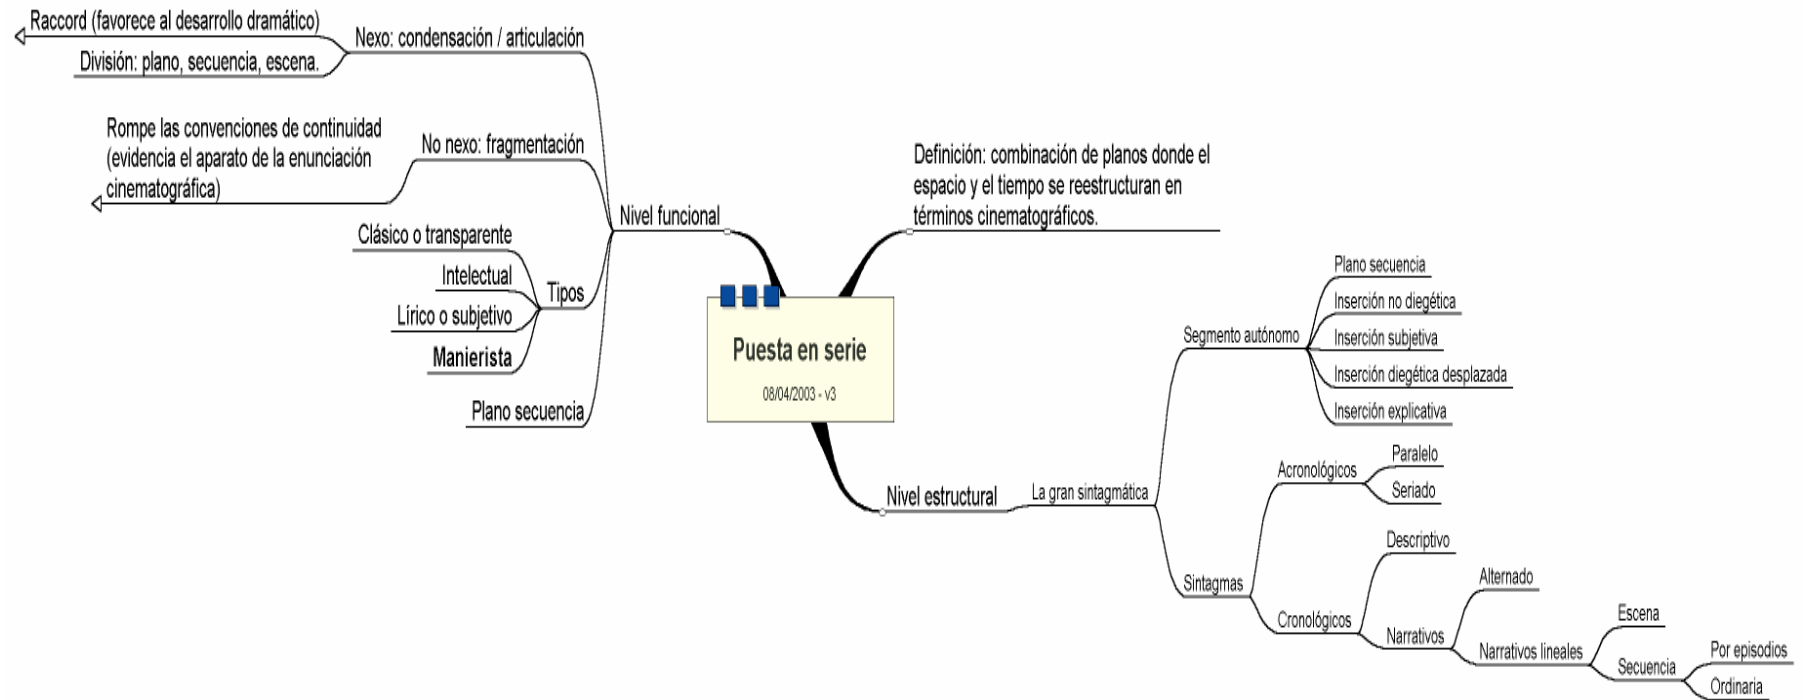 Raccord (favorece al desarrollo dramático)
Nexo: condensación / articulación
División: plano, secuencia, escena.
Rompe las convenciones de continuidad
(evidencia el aparato de la enunciación
cinematográfica)
No nexo: fragmentación
Nivel funcional
Clásico o transparente
Intelectual
Lírico o subjetivo
Manierista
Tipos
Plano secuencia
Definición: combinación de planos donde el
espacio y el tiempo se reestructuran en
términos cinematográficos.
Puesta en serie
08/04/2003 - v3
Nivel estructural
La gran sintagmática
Segmento autónomo
Plano secuencia
Inserción no diegética
Inserción subjetiva
Inserción diegética desplazada
Inserción explicativa
Sintagmas
Acronológicos
Paralelo
Seriado
Cronológicos
Descriptivo
Narrativos
Alternado
Narrativos lineales
Escena
Secuencia
Por episodios
Ordinaria